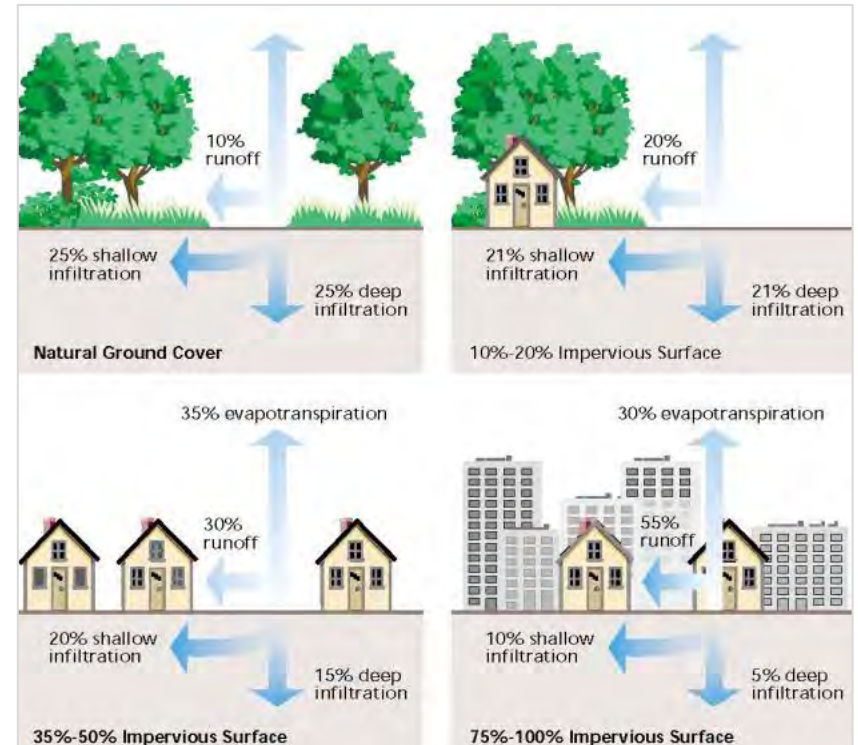 10%
runoff
25% shallow
infiltration
25% deep
infiltration
Natural Ground Cover
20%
runoff
21% shallow
infiltration
21% deep
infiltration
10%-20% Impervious Surface
35% evapotranspiration
30%
runoff
20% shallow
infiltration
15% deep
infiltration
35%-50% Impervious Surface
30% evapotranspiration
55%
runoff
10% shallow
infiltration
5% deep
infiltration
75%-100% Impervious Surface